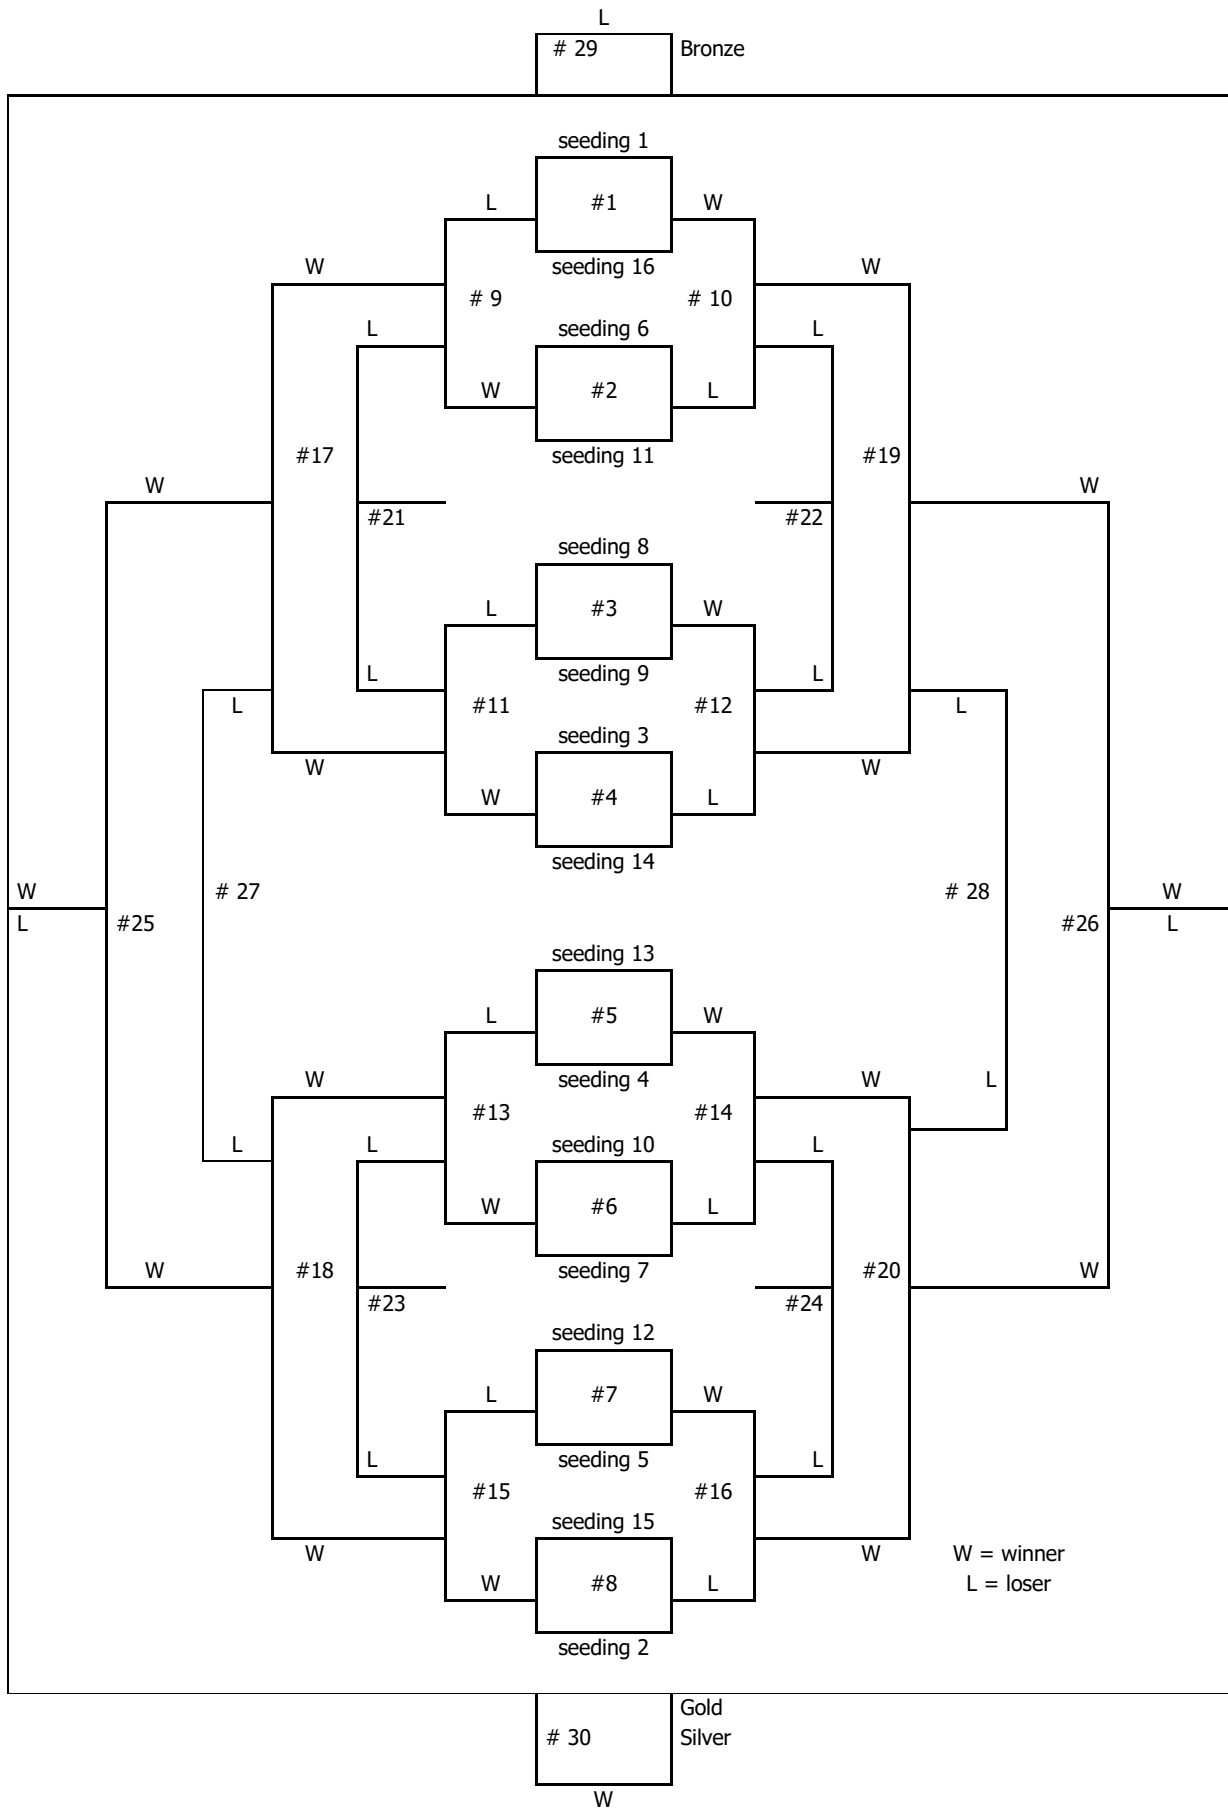 L
# 29 Bronze
seeding 1
L #1 W
W seeding 16 W
# 9 # 10
L seeding 6 L
W #2 L
#17 seeding 11 #19
W W
#21 #22
seeding 8
L #3 W
L seeding 9 L
L #11 #12 L
seeding 3
W W
W #4 L
seeding 14
W # 27 # 28 W
L #25 #26 L
seeding 13
L #5 W
W seeding 4 W L
#13 #14
L L seeding 10 L
W #6 L
W #18 seeding 7 #20 W
#23 #24
seeding 12
L #7 W
L seeding 5 L
#15 #16
seeding 15
W W W = winner
W #8 L L = loser
seeding 2
Gold
# 30 Silver
W